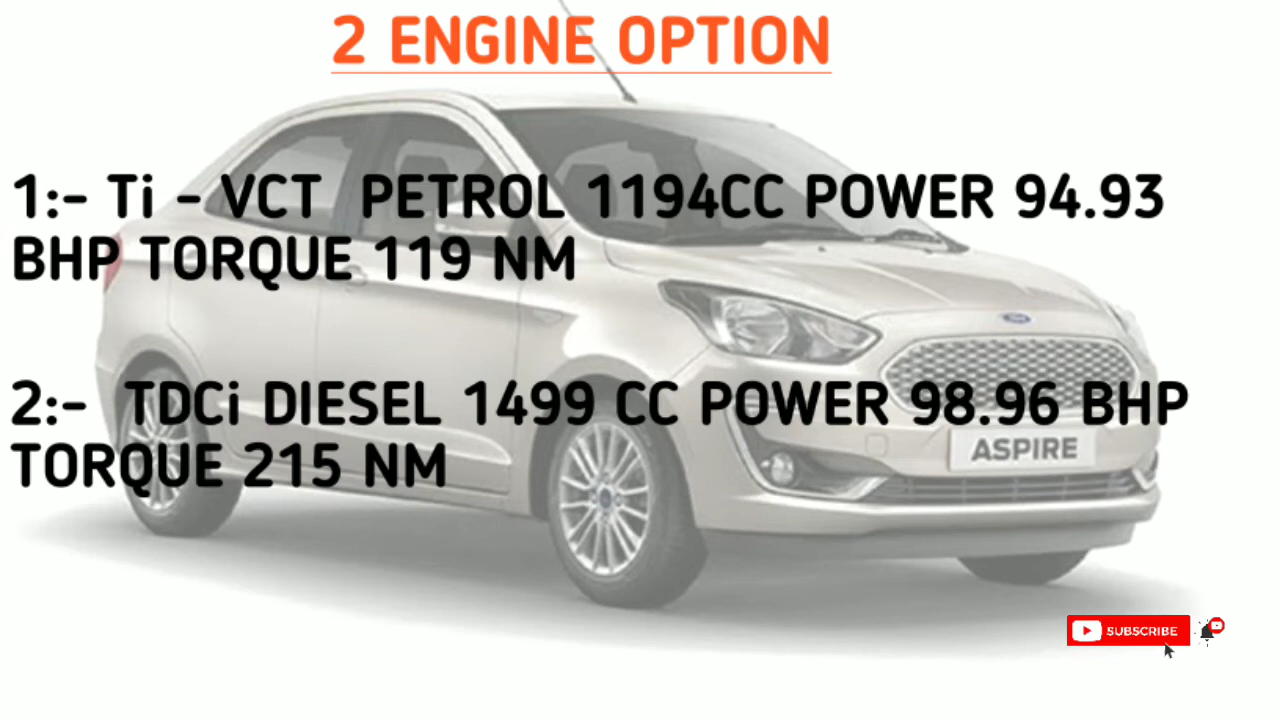 2 ENGINE OPTION
1:- Ti - VCT PETROL 1194CC POWER 94.93
BHP TORQUE 119 NM
2:- TDCi DIESEL 1499 CC POWER 98.96 BHP
TORQUE 215 NM
Ford
ASPIRE
SUBSCRIBE